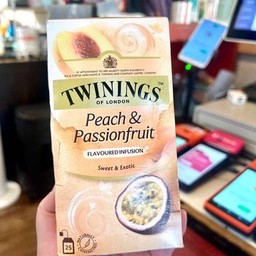 TWININGS
OF LONDON
Peach &
Passionfruit
FLAVOURED INFUSION
Sweet & Exotic
25